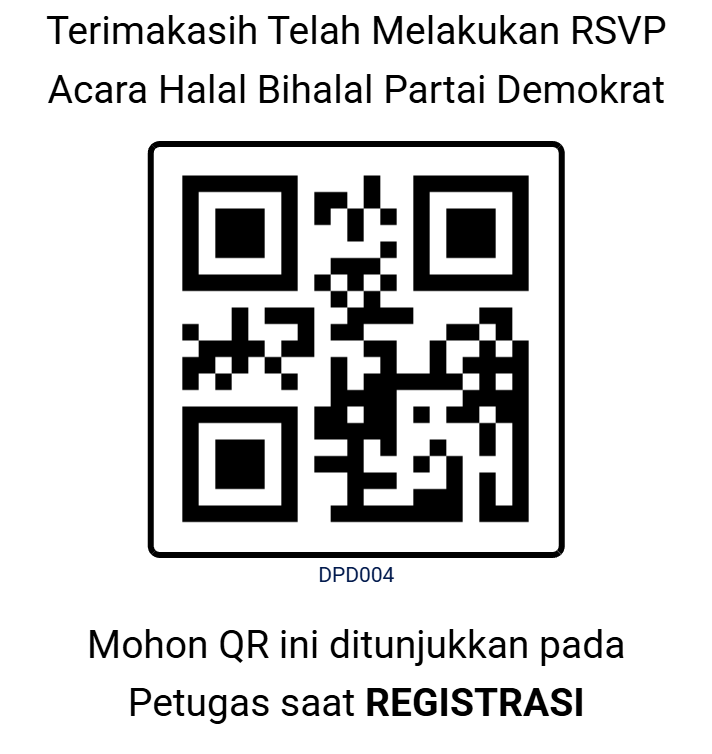 Terimakasih Telah Melakukan RSVP
Acara Halal Bihalal Partai Demokrat
DPD004
Mohon QR ini ditunjukkan pada
Petugas saat REGISTRASI